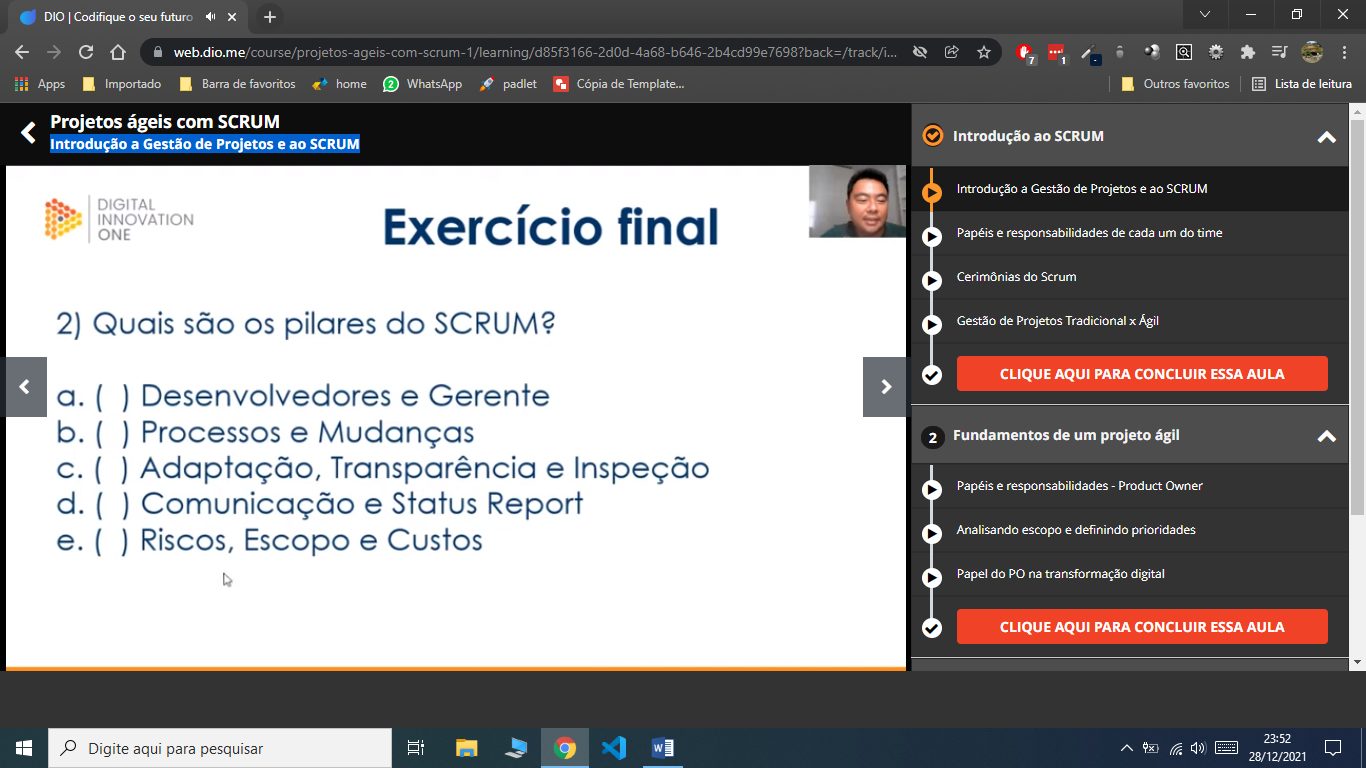 DIO | Codifique o seu futuro
web.dio.me/course/projetos-ageis-com-scrum-1/learning/d85f3166-2d0d-4a68-b646-2b4cd99e7698?back=/track/i...
7
1
Apps
Importado
Barra de favoritos
home
2
WhatsApp
padlet
Cópia de Template...
Outros favoritos
Lista de leitura
Projetos ágeis com SCRUM
Introdução a Gestão de Projetos e ao SCRUM
DIGITAL
INNOVATION
ONE
Exercício final
2) Quais são os pilares do SCRUM?
a. ( ) Desenvolvedores e Gerente
b. ( ) Processos e Mudanças
c. ( ) Adaptação, Transparência e Inspeção
d. ( ) Comunicação e Status Report
e. ( ) Riscos, Escopo e Custos
Introdução ao SCRUM
Introdução a Gestão de Projetos e ao SCRUM
Papéis e responsabilidades de cada um do time
Cerimônias do Scrum
Gestão de Projetos Tradicional x Ágil
CLIQUE AQUI PARA CONCLUIR ESSA AULA
2 Fundamentos de um projeto ágil
Papéis e responsabilidades - Product Owner
Analisando escopo e definindo prioridades
Papel do PO na transformação digital
CLIQUE AQUI PARA CONCLUIR ESSA AULA
Digite aqui para pesquisar
23:52
28/12/2021